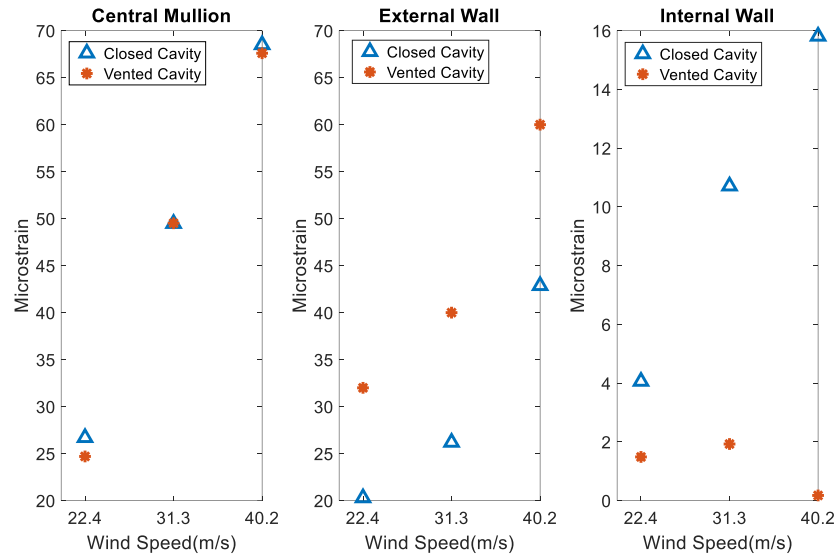 Central Mullion
70
65
60
55
50
45
40
35
30
25
20
Microstrain
Closed Cavity
Vented Cavity
22.4 31.3 40.2
Wind Speed(m/s)
External Wall
70
65
60
55
50
45
40
35
30
25
20
Microstrain
Closed Cavity
Vented Cavity
22.4 31.3 40.2
Wind Speed(m/s)
Internal Wall
16
14
12
10
8
6
4
2
0
Microstrain
Closed Cavity
Vented Cavity
22.4 31.3 40.2
Wind Speed(m/s)